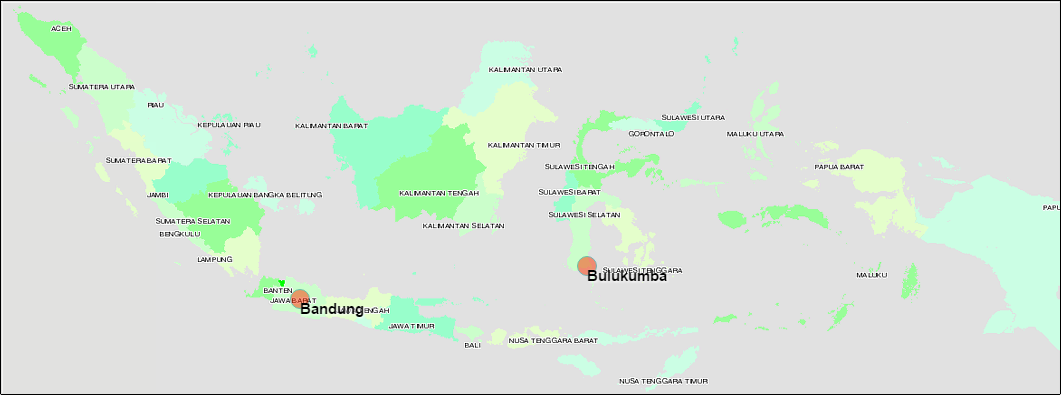 ACEH
SUMATERA UTARA
KALIMANTAN UTARA
RIAU
KEPULAUAN RIAU
KALIMANTAN BARAT
SULAWESI UTARA
GORONTALO
MALUKU UTARA
KALIMANTAN TIMUR
SUMATERA BARAT
SULAWESI TENGAH
PAPUA BARAT
JAMBI
KEPULAUAN BANGKA BELITUNG
KALIMANTAN TENGAH
SULAWESI BARAT
PAPU
SUMATERA SELATAN
SULAWESI SELATAN
KALIMANTAN SELATAN
BENGKULU
LAMPUNG
SULAWESI TENGGARA
Bulukumba
MALUKU
BANTEN
JAWA BARAT
Bandung
TENGAH
JAWA TIMUR
BALI
NUSA TENGGARA BARAT
NUSA TENGGARA TIMUR